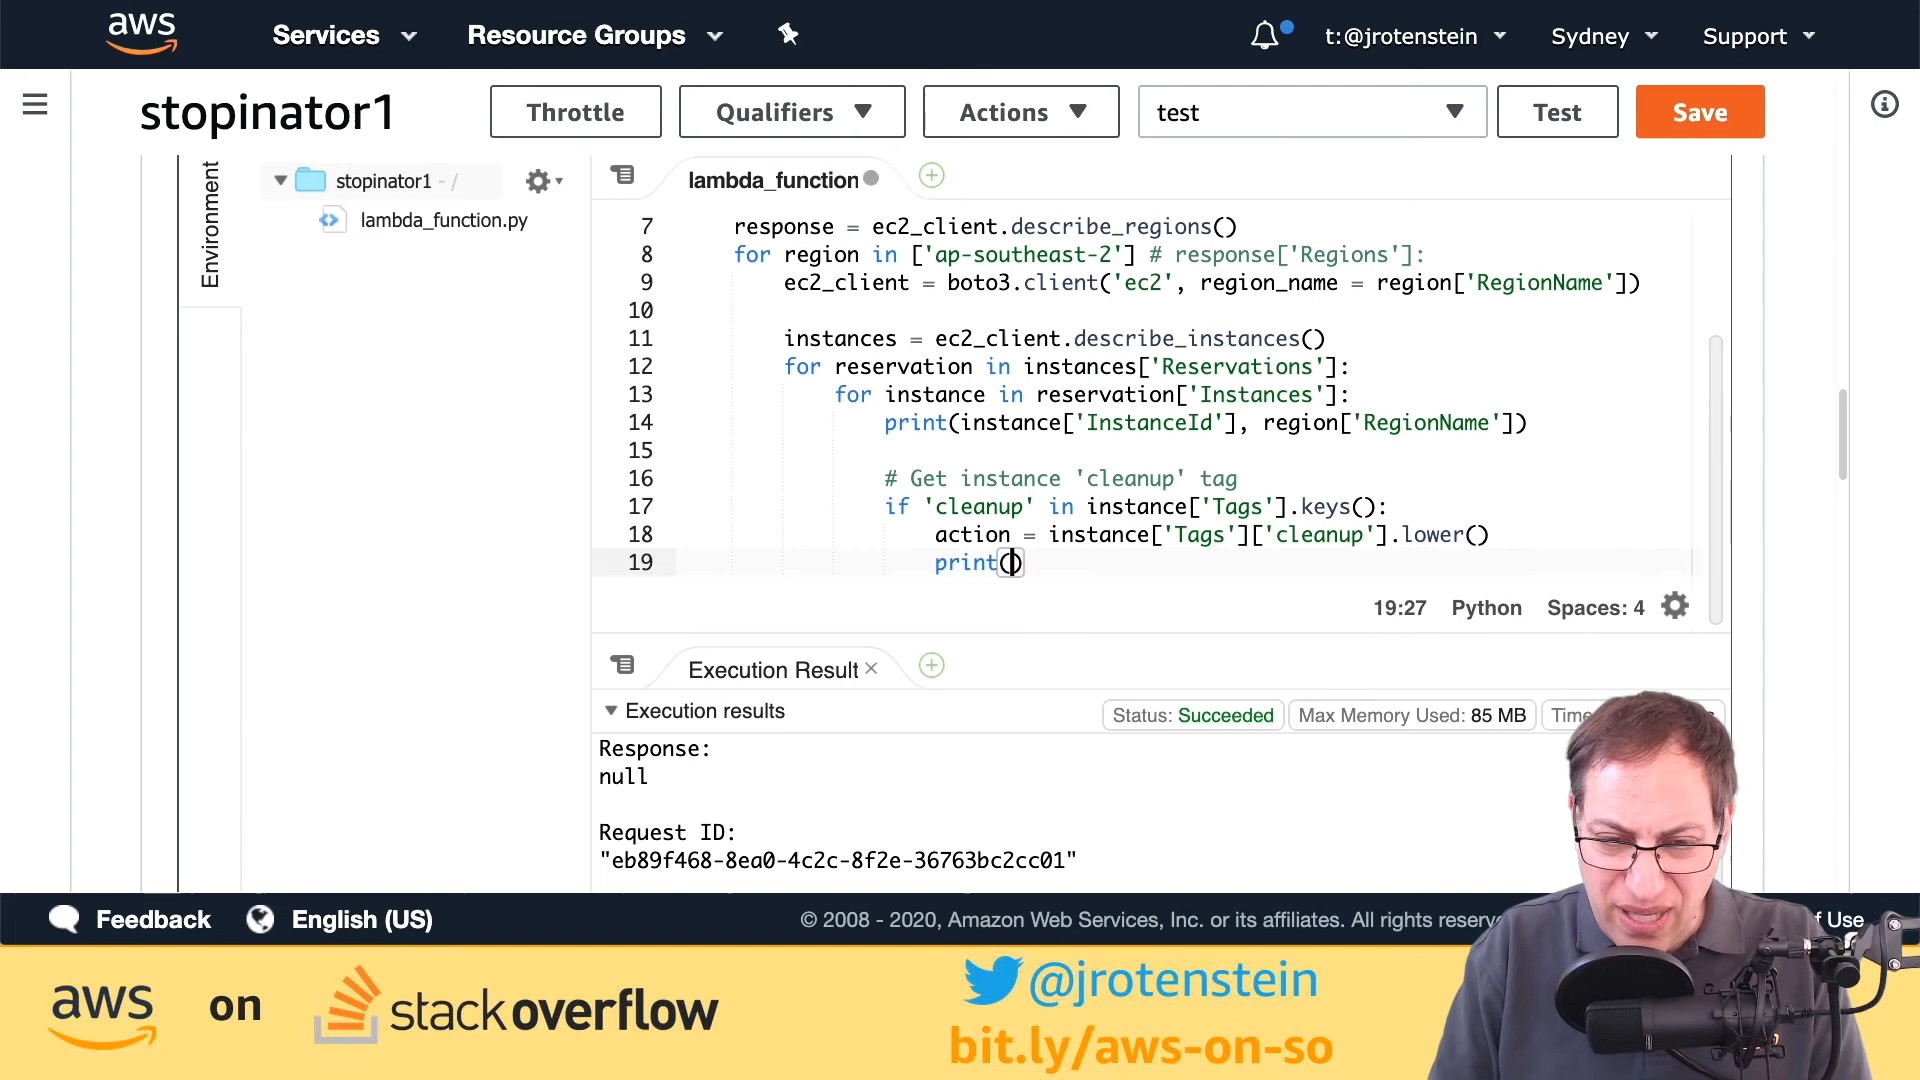 aws Services Resource Groups t:@jrotenstein Sydney Support
stopinator1 Throttle Qualifiers Actions test Test Save
Environment
stopinator1 - /
lambda_function.py
lambda_function
7 response = ec2_client.describe_regions()
8 for region in ['ap-southeast-2'] # response['Regions']:
9 ec2_client = boto3.client('ec2', region_name = region['RegionName'])
10
11 instances = ec2_client.describe_instances()
12 for reservation in instances['Reservations']:
13 for instance in reservation['Instances']:
14 print(instance['InstanceId'], region['RegionName'])
15
16 # Get instance 'cleanup' tag
17 if 'cleanup' in instance['Tags'].keys():
18 action = instance['Tags']['cleanup'].lower()
19 print()
19:27 Python Spaces: 4
Execution Result
Execution results Status: Succeeded Max Memory Used: 85 MB
Response:
null
Request ID:
"eb89f468-8ea0-4c2c-8f2e-36763bc2cc01"
Feedback English (US) © 2008 - 2020, Amazon Web Services, Inc. or its affiliates. All rights Use
aws on stackoverflow
@jrotenstein
bit.ly/aws-on-so